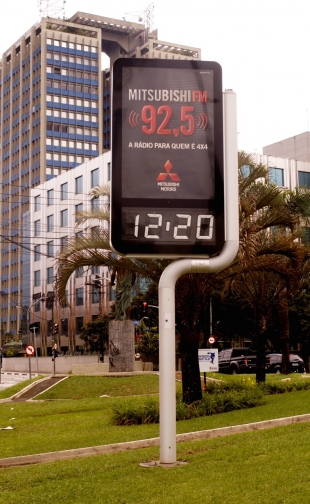 MITSUBISHI FM
92,5
A RÁDIO PARA QUEM É 4x4
MITSUBISHI
MOTORS
12:20